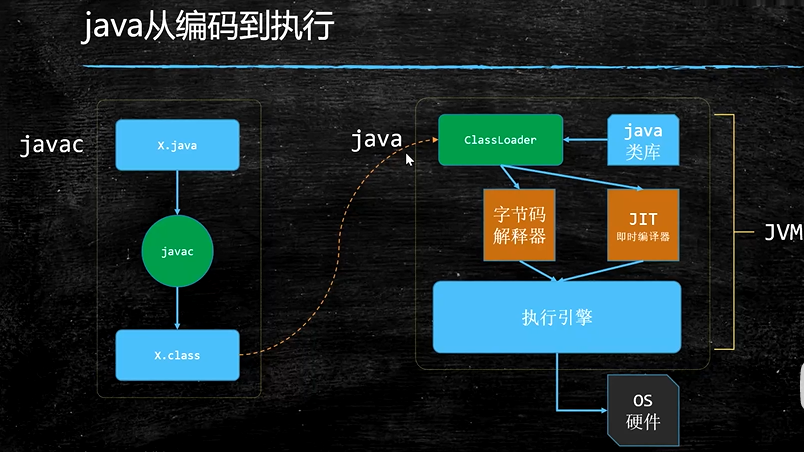 java从编码到执行
javac
X.java
javac
X.class
java
ClassLoader
java
类库
字节码
解释器
JIT
即时编译器
执行引擎
JVM
OS
硬件